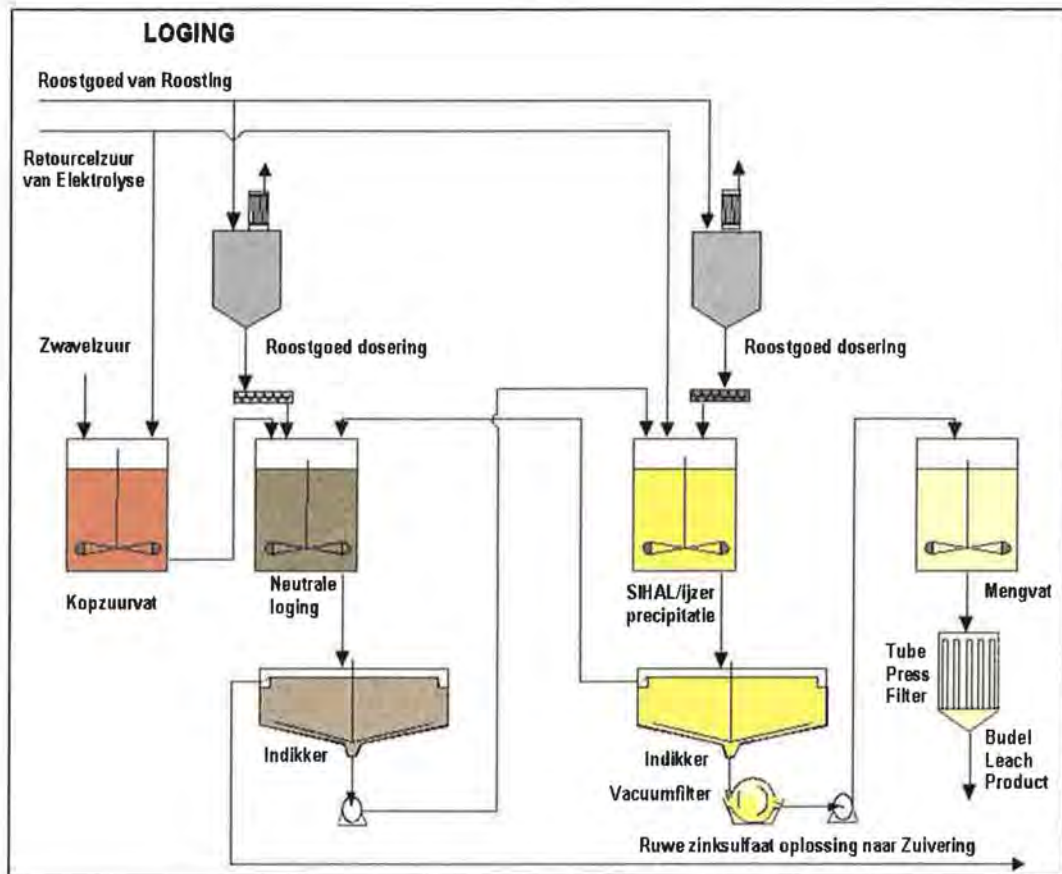 LOGING
Roostgoed van Roosting
Retourcelzuur
van Elektrolyse
Zwavelzuur
Roostgoed dosering
Roostgoed dosering
Kopzuurvat
Neutrale
loging
SIHAL/ijzer
precipitatie
Mengvat
Tube
Press
Filter
Indikker
Indikker
Vacuumfilter
Budel
Leach
Product
Ruwe zinksulfaat oplossing naar Zuivering